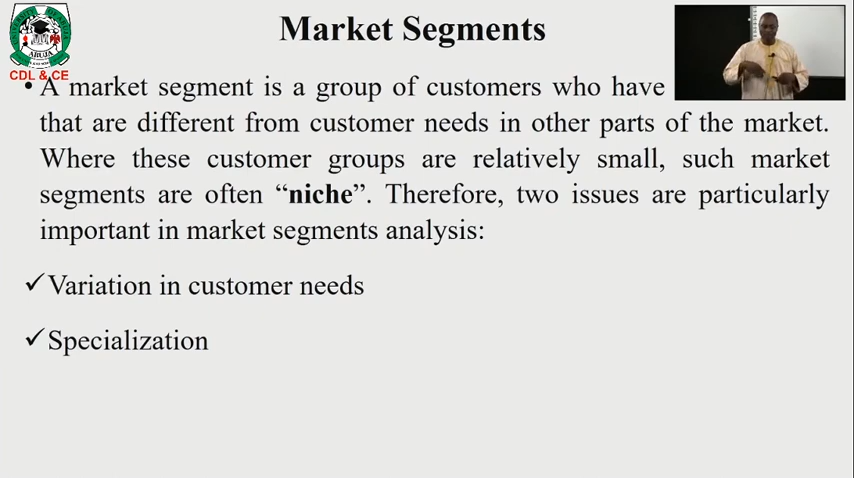 Market Segments
ABUJA
CDL & CE
• A market segment is a group of customers who have
that are different from customer needs in other parts of the market.
Where these customer groups are relatively small, such market
segments are often “niche”. Therefore, two issues are particularly
important in market segments analysis:
✓Variation in customer needs
✓Specialization